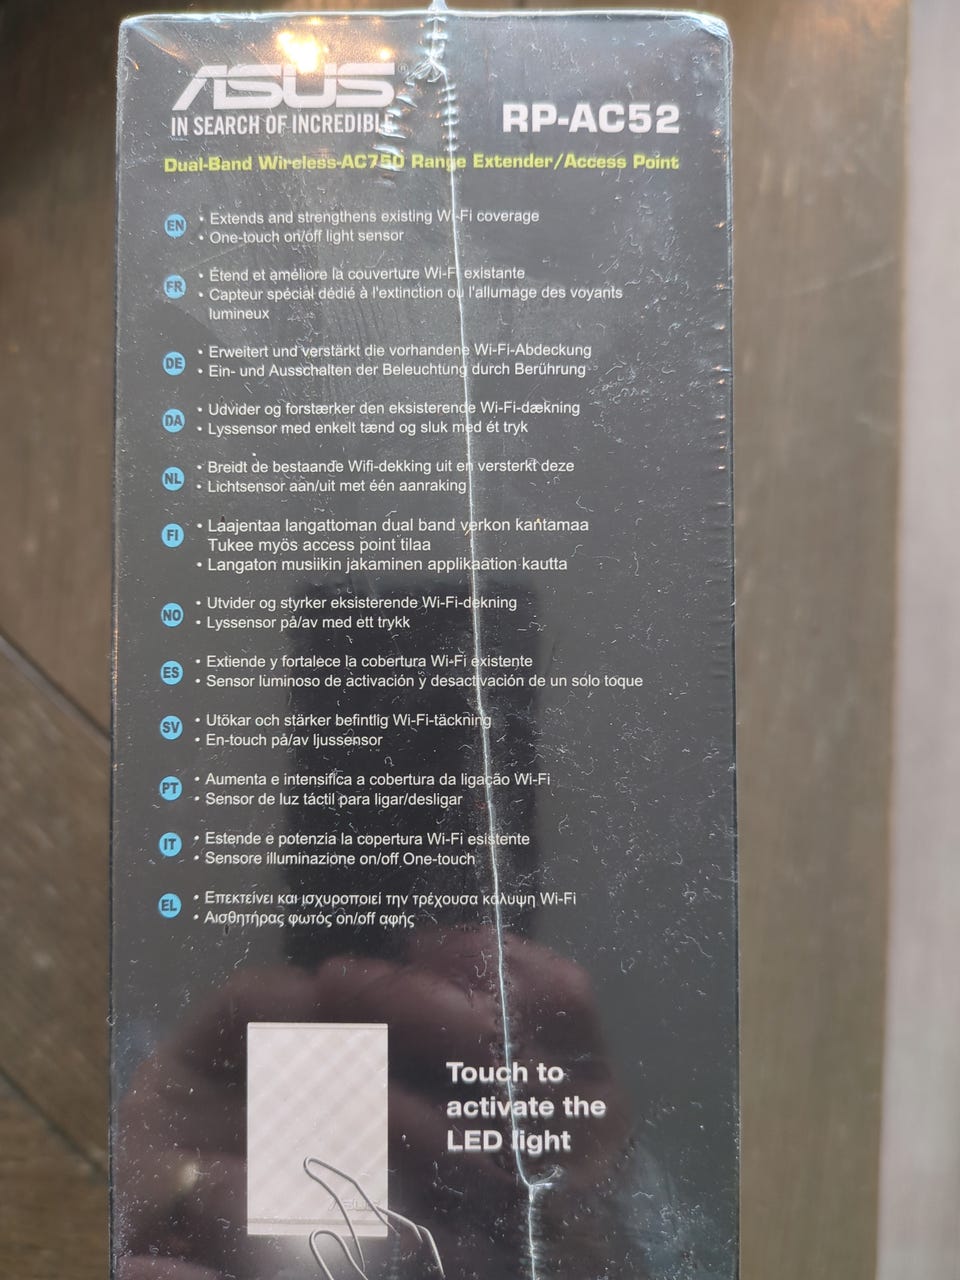 ASUS
IN SEARCH OF INCREDIBLE
RP-AC52
Dual-Band Wireless-AC750 Range Extender/Access Point
EN
• Extends and strengthens existing Wi-Fi coverage
• One-touch on/off light sensor
FR
• Étend et améliore la couverture Wi-Fi existante
• Capteur spécial dédié à l'extinction ou l'allumage des voyants
lumineux
DE
• Erweitert und verstärkt die vorhandene Wi-Fi-Abdeckung
• Ein- und Ausschalten der Beleuchtung durch Berührung
DA
• Udvider og forstærker den eksisterende Wi-Fi-dækning
• Lyssensor med enkelt tænd og sluk med ét tryk
NL
• Breidt de bestaande Wifi-dekking uit en versterkt deze
• Lichtsensor aan/uit met één aanraking
FI
• Laajentaa langattoman dual band verkon kantamaa
Tukee myös access point tilaa
• Langaton musiikin jakaminen applikaation kautta
NO
• Utvider og styrker eksisterende Wi-Fi-dekning
• Lyssensor på/av med ett trykk
ES
• Extiende y fortalece la cobertura Wi-Fi existente
• Sensor luminoso de activación y desactivación de un solo toque
SV
• Utökar och stärker befintlig Wi-Fi-täckning
• En-touch på/av ljussensor
PT
• Aumenta e intensifica a cobertura da ligação Wi-Fi
• Sensor de luz táctil para ligar/desligar
IT
• Estende e potenzia la copertura Wi-Fi esistente
• Sensore illuminazione on/off One-touch
EL
• Επεκτείνει και ισχυροποιεί την τρέχουσα κάλυψη Wi-Fi
• Αισθητήρας φωτός on/off αφής
Touch to
activate the
LED light
ASUS